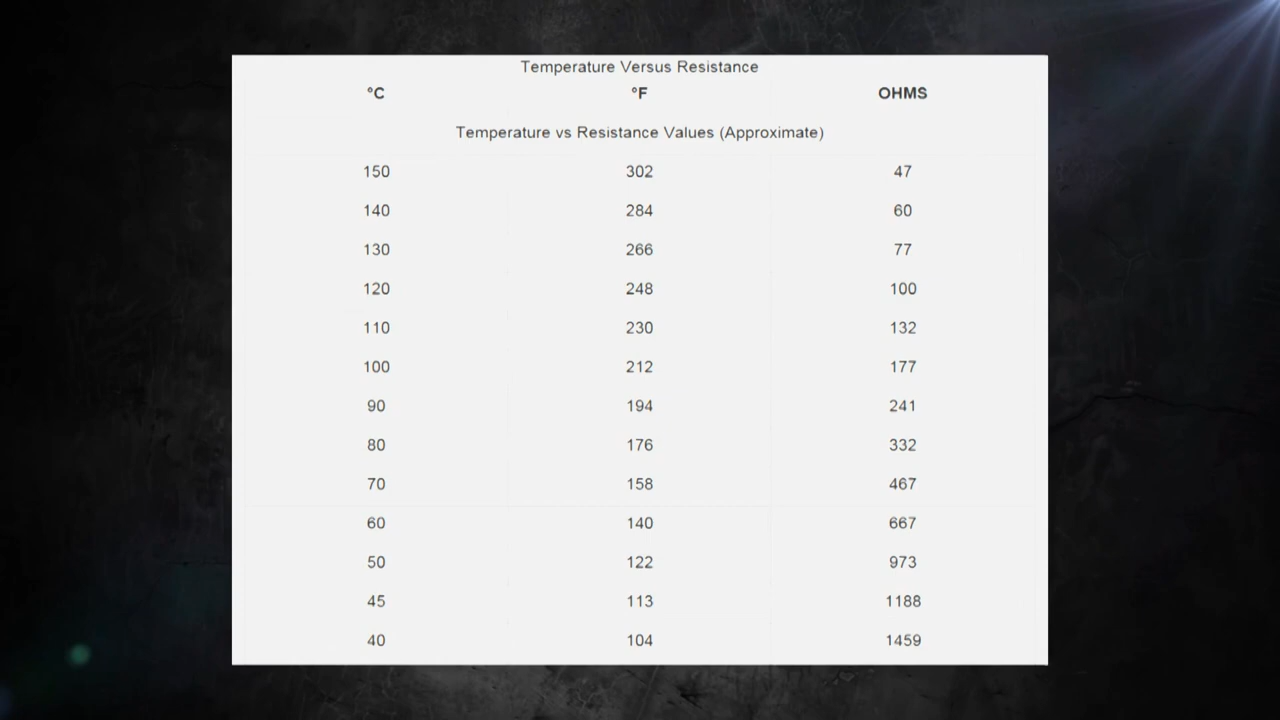 Temperature Versus Resistance
°C °F OHMS
Temperature vs Resistance Values (Approximate)
150 302 47
140 284 60
130 266 77
120 248 100
110 230 132
100 212 177
90 194 241
80 176 332
70 158 467
60 140 667
50 122 973
45 113 1188
40 104 1459